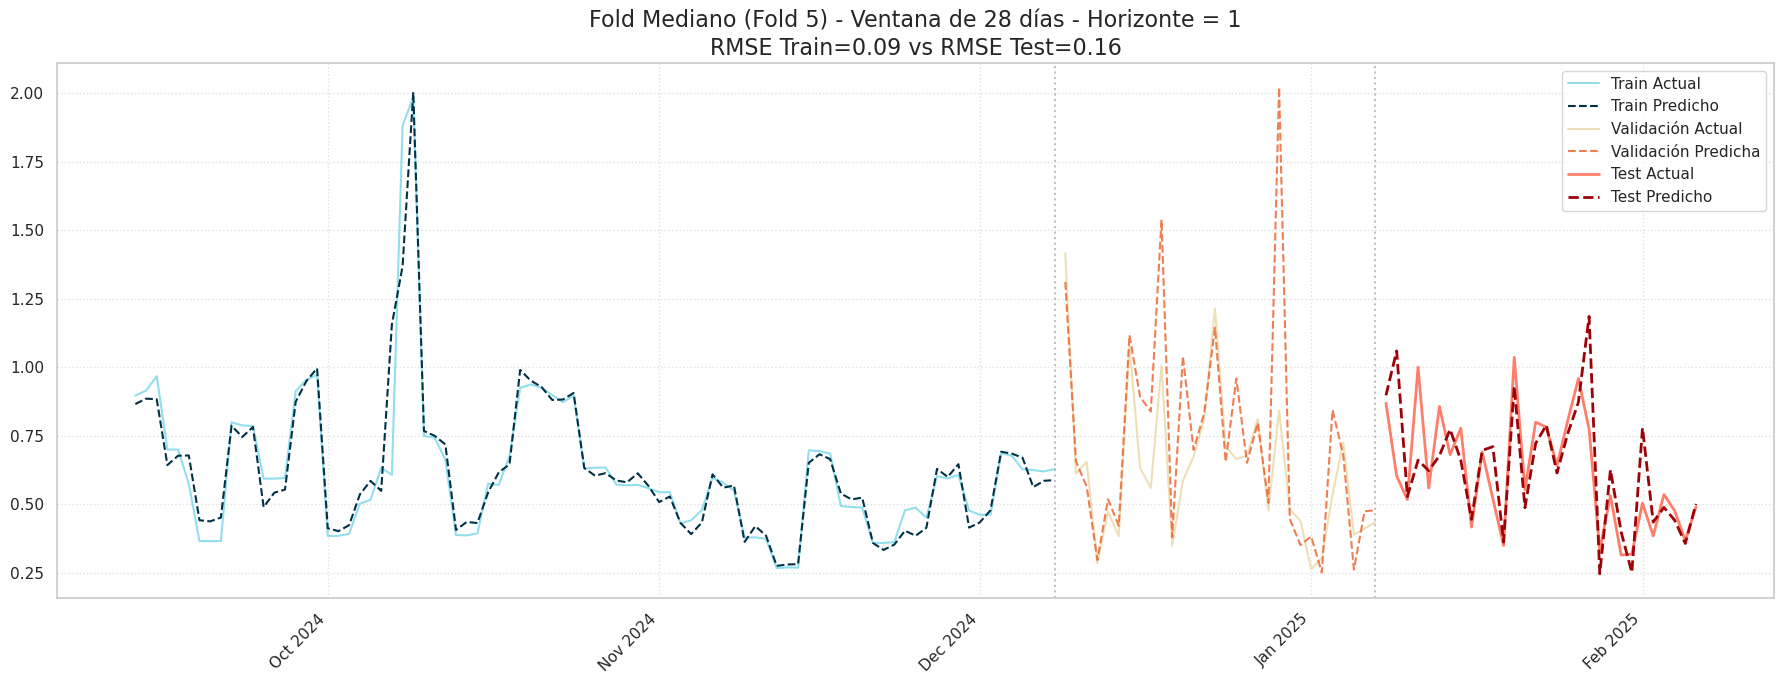 Fold Mediano (Fold 5) - Ventana de 28 días - Horizonte = 1
RMSE Train=0.09 vs RMSE Test=0.16
2.00
1.75
1.50
1.25
1.00
0.75
0.50
0.25
Train Actual
Train Predicho
Validación Actual
Validación Predicha
Test Actual
Test Predicho
Oct 2024
Nov 2024
Dec 2024
Jan 2025
Feb 2025